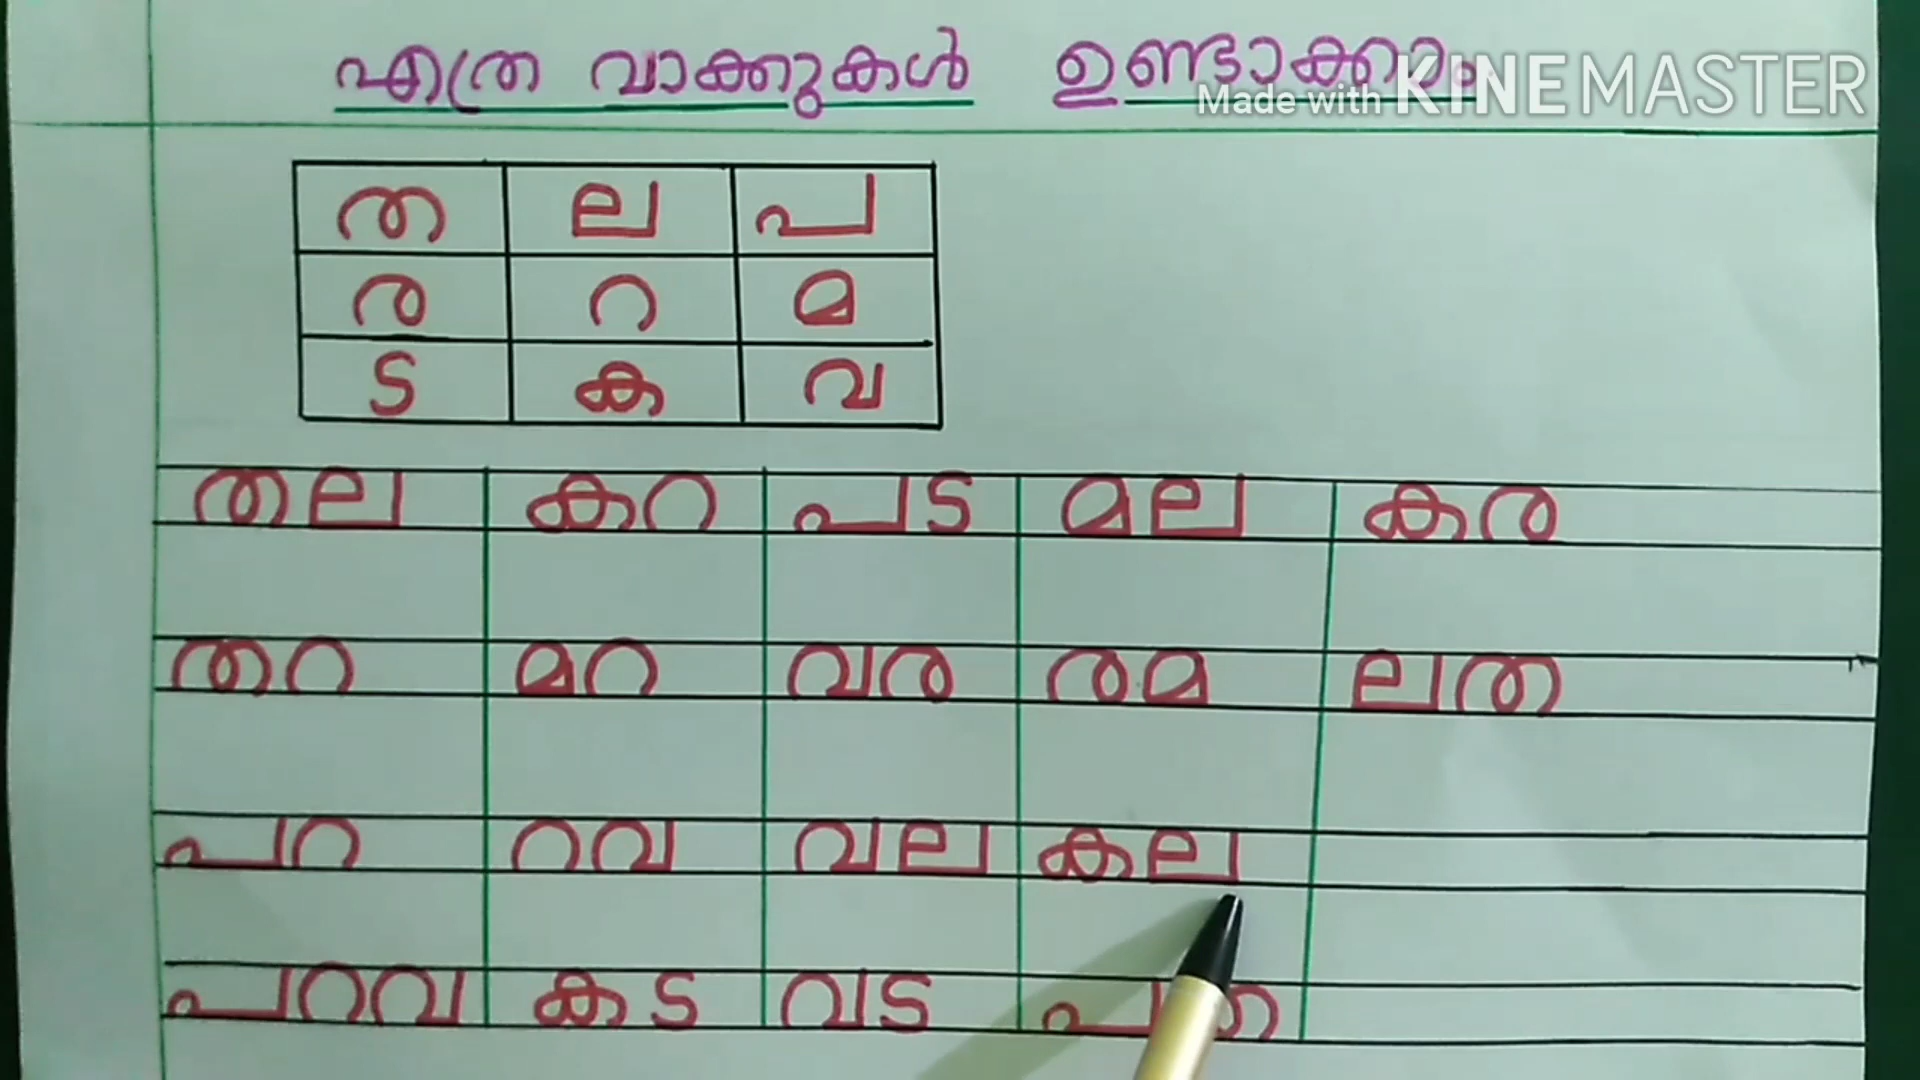 എത്ര വാക്കുകൾ ഉണ്ടാക്കാം
Made with KINEMASTER
ത ല പ
ര റ മ
ട ക വ
തല കറ പട മല കര
തറ മറ വര രമ ലത
പറ റവ വല കല
പറവ കട വട